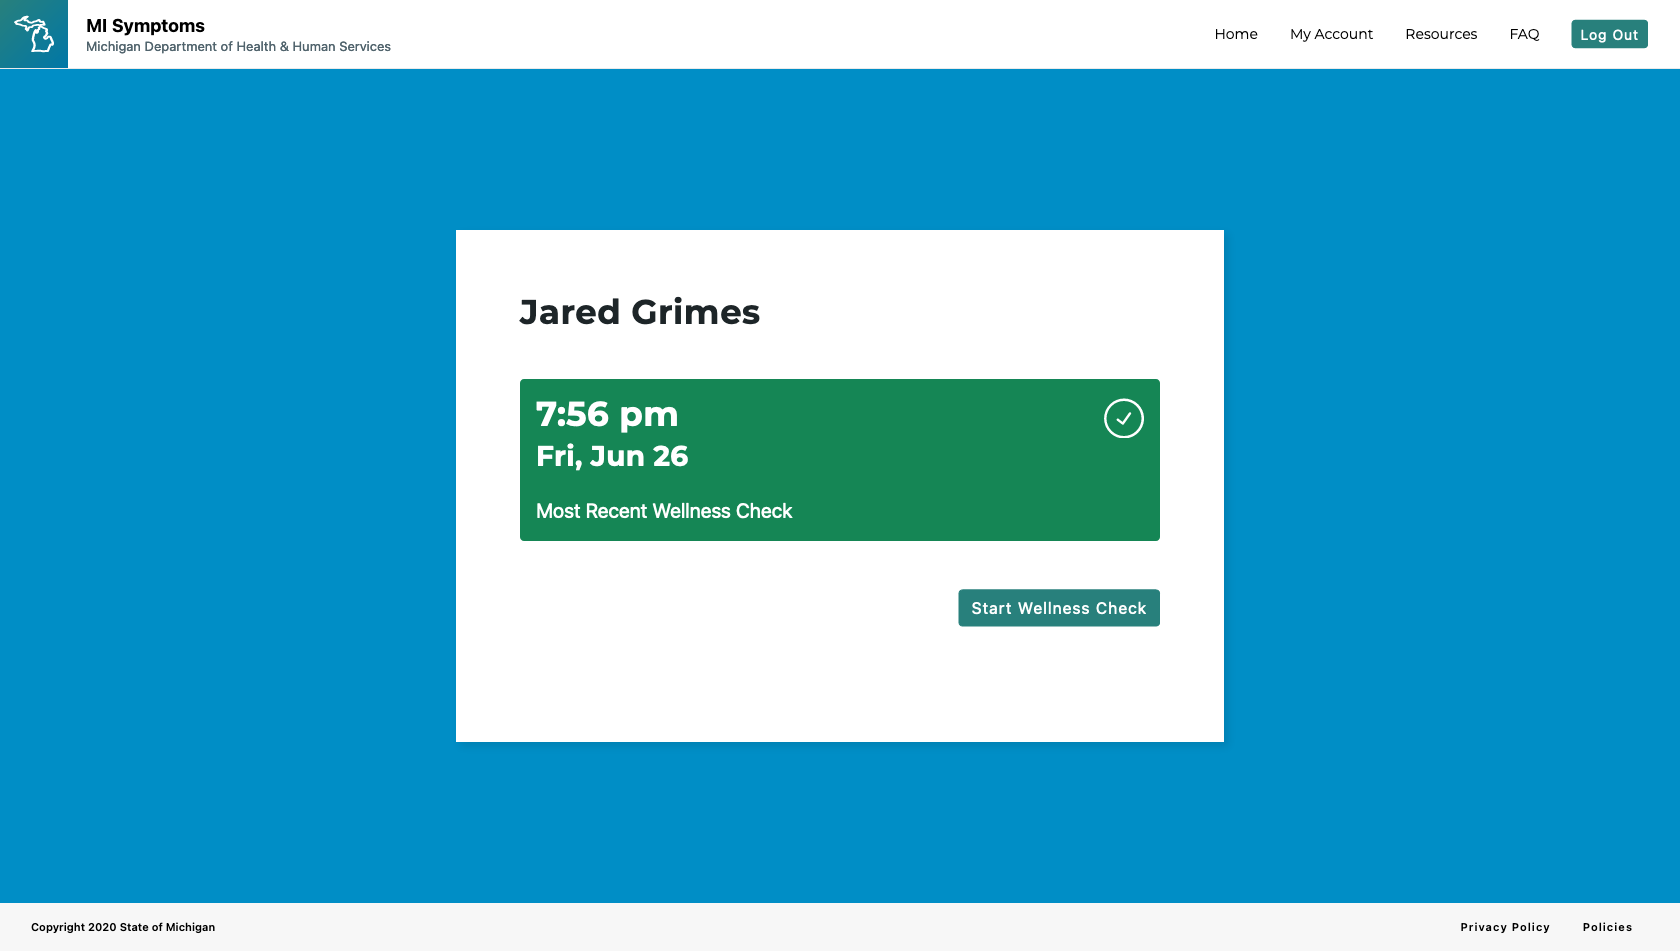 MI Symptoms
Michigan Department of Health & Human Services
Home
My Account
Resources
FAQ
Log Out
Jared Grimes
7:56 pm
Fri, Jun 26
Most Recent Wellness Check
Start Wellness Check
Copyright 2020 State of Michigan
Privacy Policy
Policies